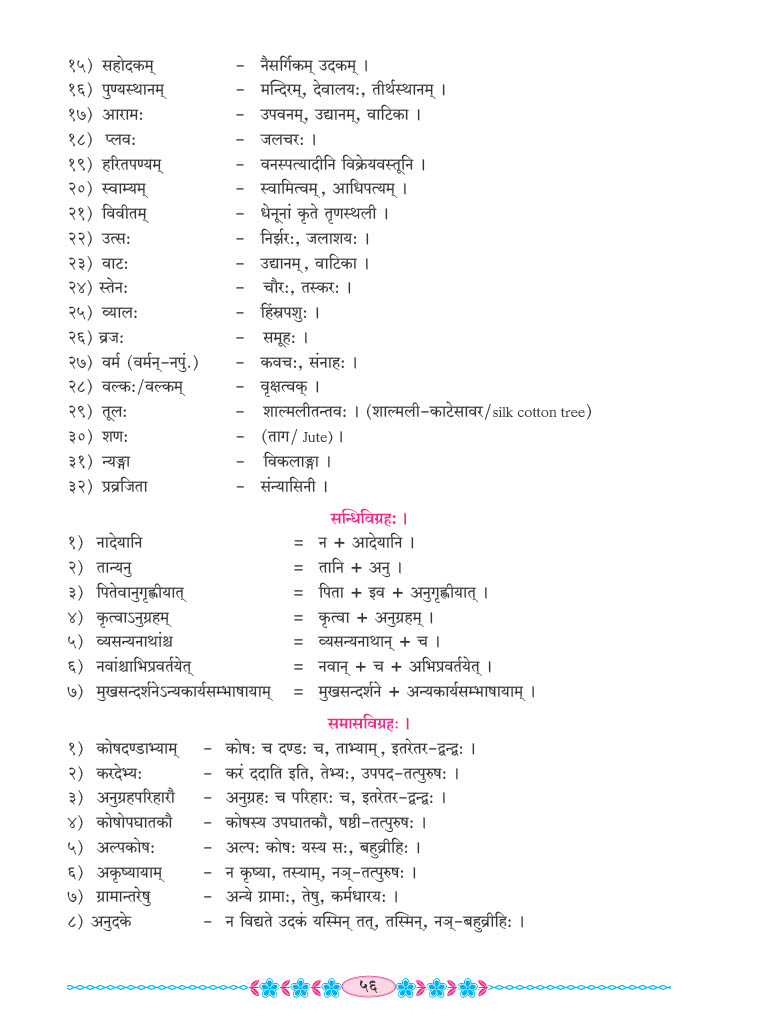 १५) सहोदकम् - नैसर्गिकम् उदकम् ।
१६) पुण्यस्थानम् - मन्दिरम्, देवालयः, तीर्थस्थानम् ।
१७) आरामः - उपवनम्, उद्यानम्, वाटिका ।
१८) प्लवः - जलचरः ।
१९) हरितपण्यम् - वनस्पत्यादीनि विक्रेयवस्तूनि ।
२०) स्वाम्यम् - स्वामित्वम्, आधिपत्यम् ।
२१) विवीतम् - धेनूनां कृते तृणस्थली ।
२२) उत्सः - निर्झरः, जलाशयः ।
२३) वाटः - उद्यानम्, वाटिका ।
२४) स्तेनः - चौरः, तस्करः ।
२५) व्यालः - हिंस्रपशुः ।
२६) व्रजः - समूहः ।
२७) वर्म (वर्मन्-नपुं.) - कवचः, संनाहः ।
२८) वल्कः/वल्कम् - वृक्षत्वक् ।
२९) तूलः - शाल्मलीतन्तवः । (शाल्मली-काटेसावर/silk cotton tree)
३०) शणः - (ताग/ Jute) ।
३१) न्यङ्गा - विकलाङ्गा ।
३२) प्रव्रजिता - संन्यासिनी ।
सन्धिविग्रहः ।
१) नादेयानि = न + आदेयानि ।
२) तान्यनु = तानि + अनु ।
३) पितेवानुगृह्णीयात् = पिता + इव + अनुगृह्णीयात् ।
४) कृत्वाऽनुग्रहम् = कृत्वा + अनुग्रहम् ।
५) व्यसन्यनाथांश्च = व्यसन्यनाथान् + च ।
६) नवांश्चाभिप्रवर्तयेत् = नवान् + च + अभिप्रवर्तयेत् ।
७) मुखसन्दर्शनेऽन्यकार्यसम्भाषायाम् = मुखसन्दर्शने + अन्यकार्यसम्भाषायाम् ।
समासविग्रहः ।
१) कोषदण्डाभ्याम् - कोषः च दण्डः च, ताभ्याम्, इतरेतर-द्वन्द्वः ।
२) करदेभ्यः - करं ददाति इति, तेभ्यः, उपपद-तत्पुरुषः ।
३) अनुग्रहपरिहारौ - अनुग्रहः च परिहारः च, इतरेतर-द्वन्द्वः ।
४) कोषोपघातकौ - कोषस्य उपघातकौ, षष्ठी-तत्पुरुषः ।
५) अल्पकोषः - अल्पः कोषः यस्य सः, बहुव्रीहिः ।
६) अकृष्यायाम् - न कृष्या, तस्याम्, नञ्-तत्पुरुषः ।
७) ग्रामान्तरेषु - अन्ये ग्रामाः, तेषु, कर्मधारयः ।
८) अनुदके - न विद्यते उदकं यस्मिन् तत्, तस्मिन्, नञ्-बहुव्रीहिः ।
५६